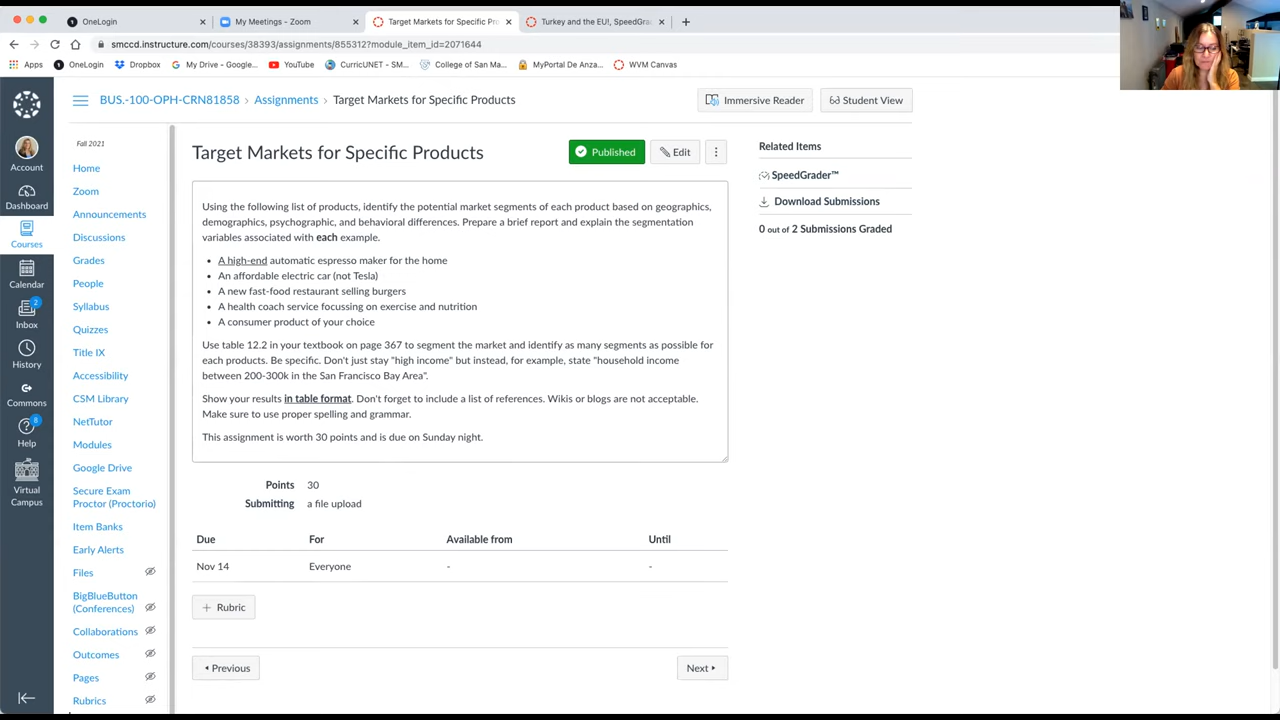 OneLogin
My Meetings - Zoom
Target Markets for Specific Pro
Turkey and the EU!, SpeedGra
smccd.instructure.com/courses/38393/assignments/855312?module_item_id=2071644
Apps
OneLogin
Dropbox
My Drive - Google...
YouTube
CurricUNET - SM...
College of San Ma...
MyPortal De Anza...
WVM Canvas
BUS.-100-OPH-CRN81858 › Assignments › Target Markets for Specific Products
Immersive Reader
Student View
Account
Dashboard
Courses
Calendar
2
Inbox
History
Commons
8
Help
Virtual
Campus
Fall 2021
Home
Zoom
Announcements
Discussions
Grades
People
Syllabus
Quizzes
Title IX
Accessibility
CSM Library
NetTutor
Modules
Google Drive
Secure Exam
Proctor (Proctorio)
Item Banks
Early Alerts
Files
BigBlueButton
(Conferences)
Collaborations
Outcomes
Pages
Rubrics
Target Markets for Specific Products
Published
Edit
Using the following list of products, identify the potential market segments of each product based on geographics,
demographics, psychographic, and behavioral differences. Prepare a brief report and explain the segmentation
variables associated with each example.
• A high-end automatic espresso maker for the home
• An affordable electric car (not Tesla)
• A new fast-food restaurant selling burgers
• A health coach service focussing on exercise and nutrition
• A consumer product of your choice
Use table 12.2 in your textbook on page 367 to segment the market and identify as many segments as possible for
each products. Be specific. Don't just stay "high income" but instead, for example, state "household income
between 200-300k in the San Francisco Bay Area".
Show your results in table format. Don't forget to include a list of references. Wikis or blogs are not acceptable.
Make sure to use proper spelling and grammar.
This assignment is worth 30 points and is due on Sunday night.
Points 30
Submitting a file upload
Due For Available from Until
Nov 14 Everyone - -
+ Rubric
Previous
Next
Related Items
SpeedGrader™
Download Submissions
0 out of 2 Submissions Graded